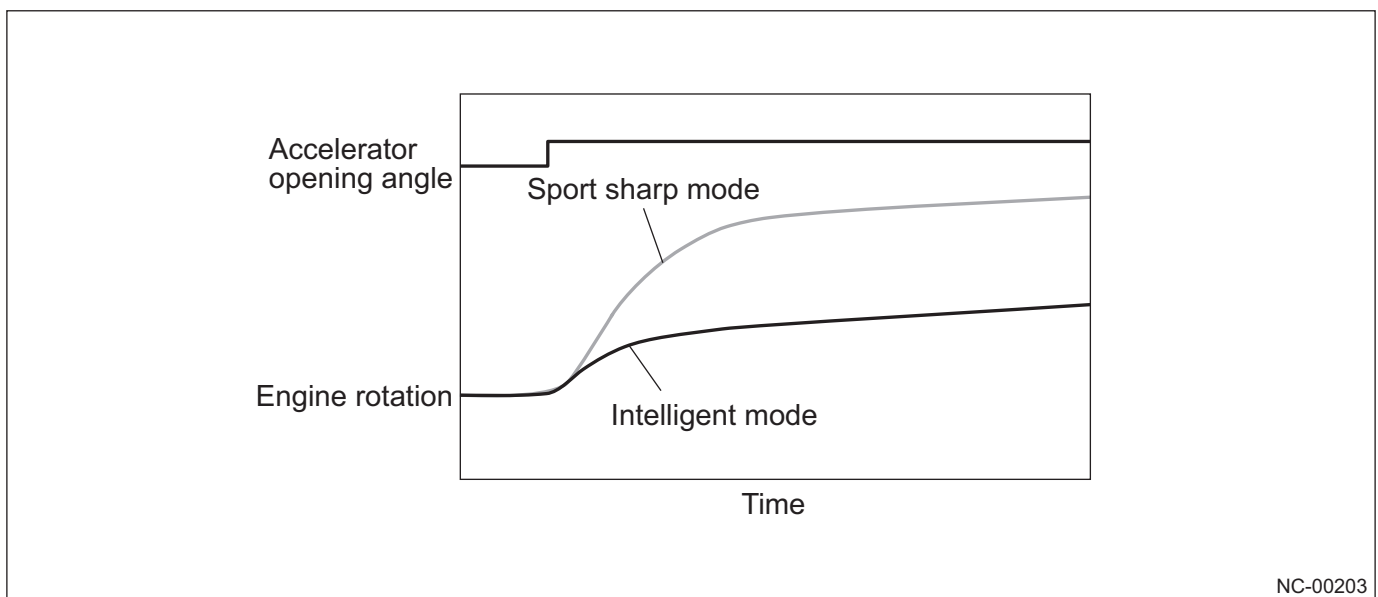 Accelerator
opening angle
Sport sharp mode
Engine rotation
Intelligent mode
Time
NC-00203